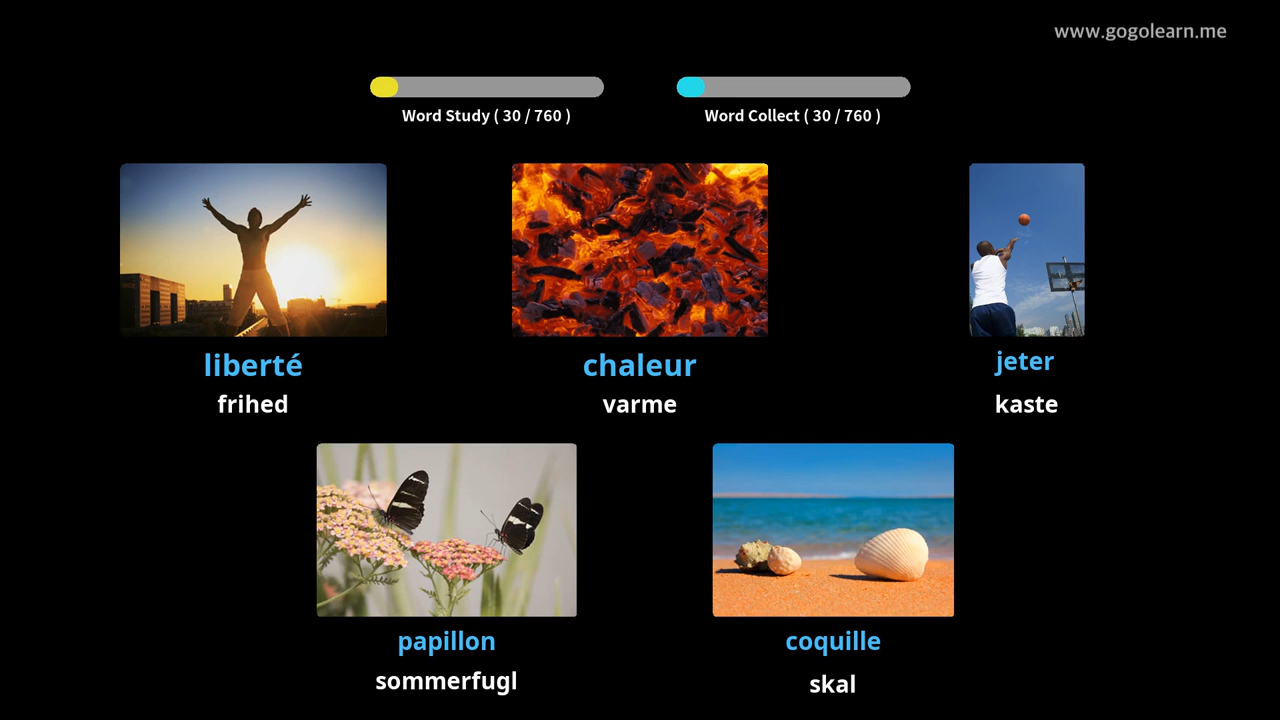 www.gogolearn.me
Word Study ( 30 / 760 )
Word Collect ( 30 / 760 )
liberté
chaleur
jeter
frihed
varme
kaste
papillon
coquille
sommerfugl
skal